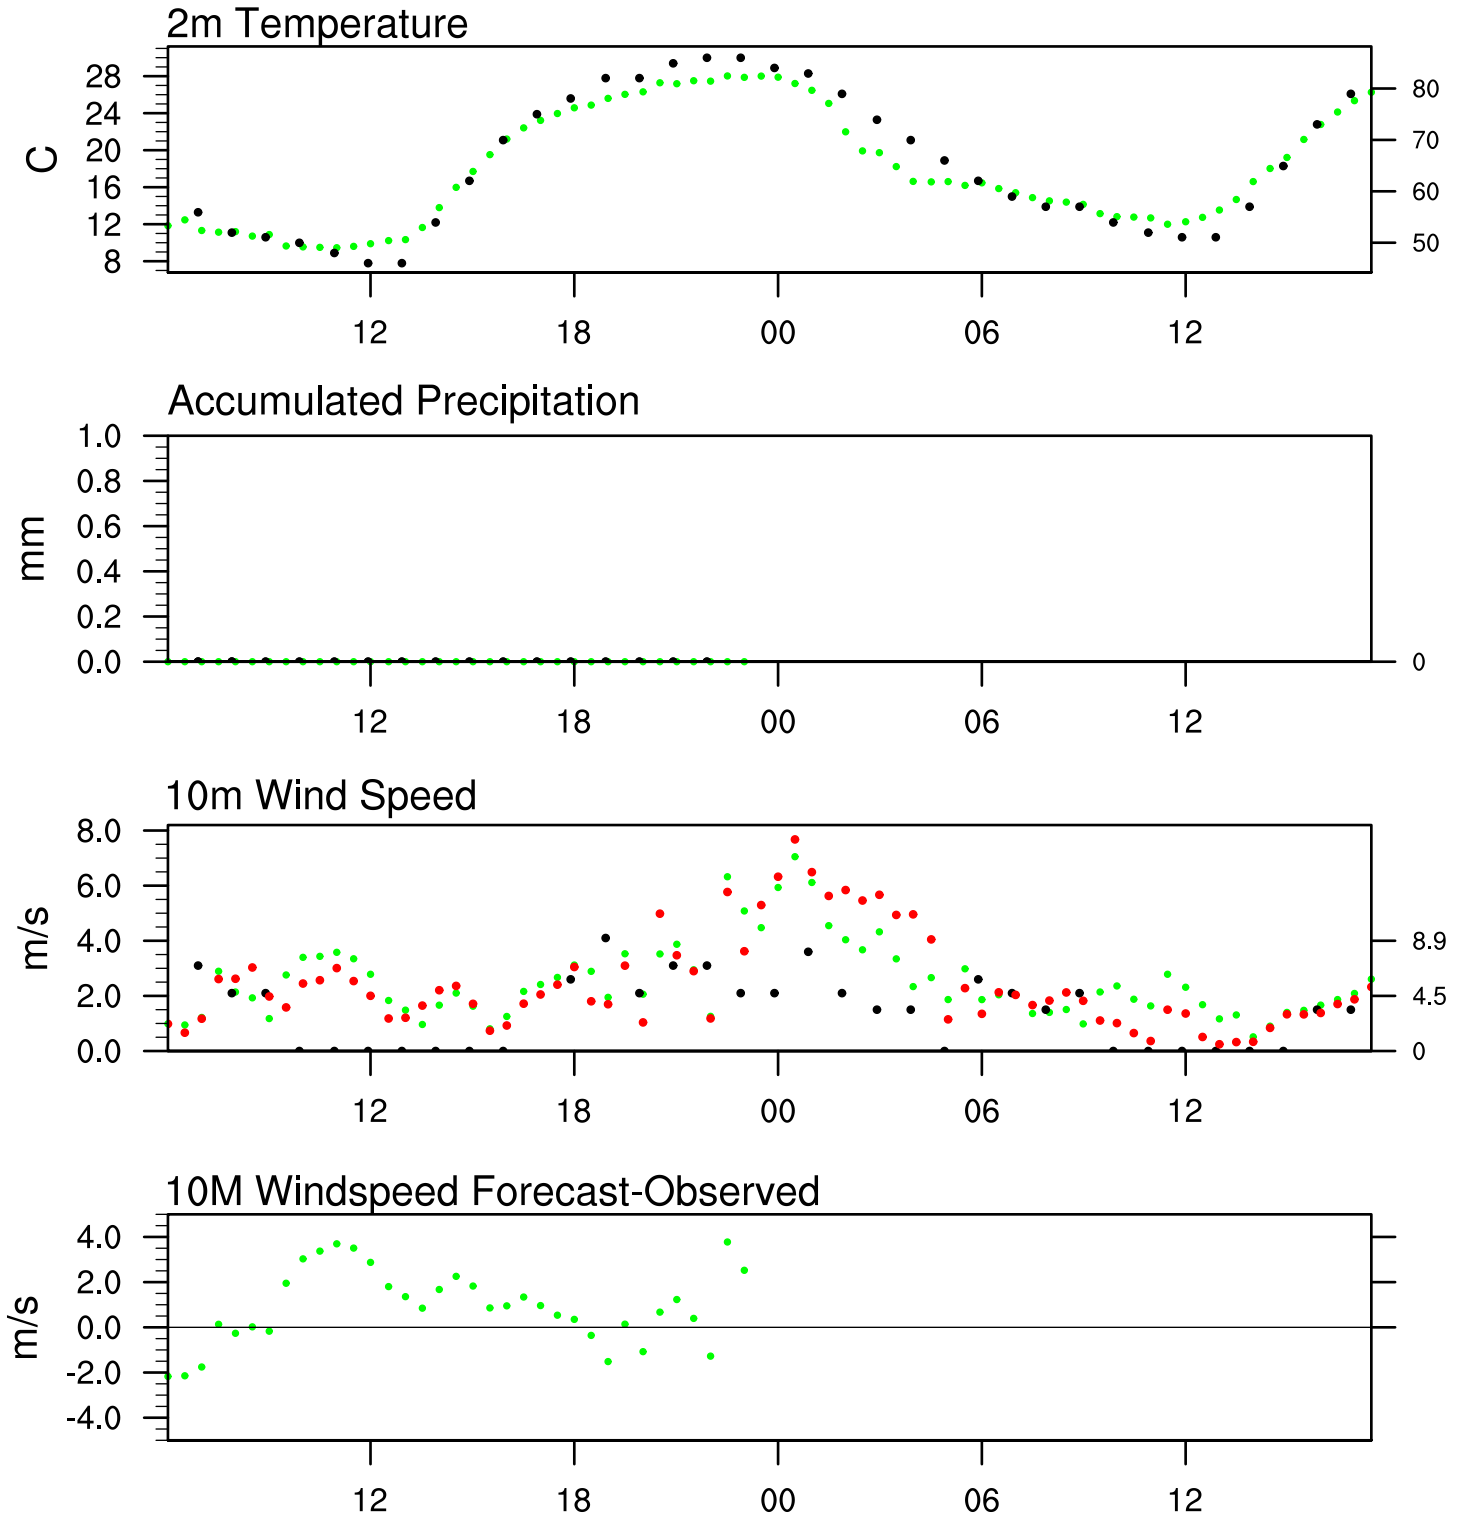 2m Temperature
28
24
20
16
12
8
C
80
70
60
50
12 18 00 06 12
Accumulated Precipitation
1.0
0.8
0.6
0.4
0.2
0.0
mm
0
12 18 00 06 12
10m Wind Speed
8.0
6.0
4.0
2.0
0.0
m/s
8.9
4.5
0
12 18 00 06 12
10M Windspeed Forecast-Observed
4.0
2.0
0.0
-2.0
-4.0
m/s
12 18 00 06 12